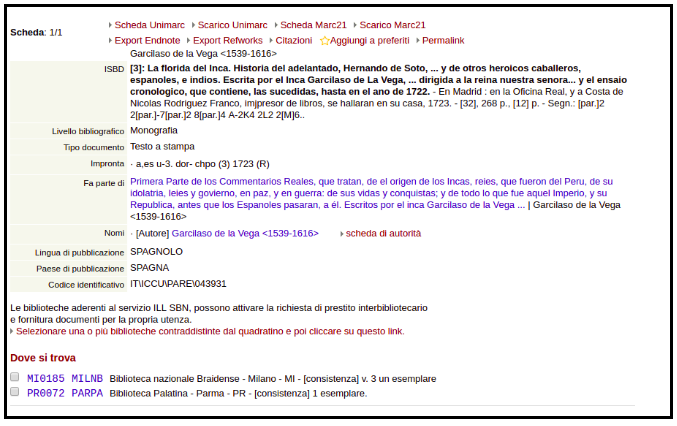 Scheda: 1/1
Scheda Unimarc Scarico Unimarc Scheda Marc21 Scarico Marc21
Export Endnote Export Refworks Citazioni Aggiungi a preferiti Permalink
Garcilaso de la Vega <1539-1616>
ISBD [3]: La florida del Inca. Historia del adelantado, Hernando de Soto, ... y de otros heroicos caballeros,
espanoles, e indios. Escrita por el Inca Garcilaso de La Vega, ... dirigida a la reina nuestra senora... y el ensaio
cronologico, que contiene, las sucedidas, hasta en el ano de 1722. - En Madrid : en la Oficina Real, y a Costa de
Nicolas Rodriguez Franco, imjpresor de libros, se hallaran en su casa, 1723. - [32], 268 p., [12] p. - Segn.: [par.]2
2[par.]-7[par.]2 8[par.]4 A-2K4 2L2 2[M]6..
Livello bibliografico Monografia
Tipo documento Testo a stampa
Impronta · a,es u-3. dor- chpo (3) 1723 (R)
Fa parte di Primera Parte de los Commentarios Reales, que tratan, de el origen de los Incas, reies, que fueron del Peru, de su
idolatria, leies y govierno, en paz, y en guerra: de sus vidas y conquistas; y de todo lo que fue aquel Imperio, y su
Republica, antes que los Espanoles pasaran, a él. Escritos por el inca Garcilaso de la Vega ... | Garcilaso de la Vega
<1539-1616>
Nomi · [Autore] Garcilaso de la Vega <1539-1616> scheda di autorità
Lingua di pubblicazione SPAGNOLO
Paese di pubblicazione SPAGNA
Codice identificativo IT\ICCU\PARE\043931
Le biblioteche aderenti al servizio ILL SBN, possono attivare la richiesta di prestito interbibliotecario
e fornitura documenti per la propria utenza.
Selezionare una o più biblioteche contraddistinte dal quadratino e poi cliccare su questo link.
Dove si trova
MI0185 MILNB Biblioteca nazionale Braidense - Milano - MI - [consistenza] v. 3 un esemplare
PR0072 PARPA Biblioteca Palatina - Parma - PR - [consistenza] 1 esemplare.